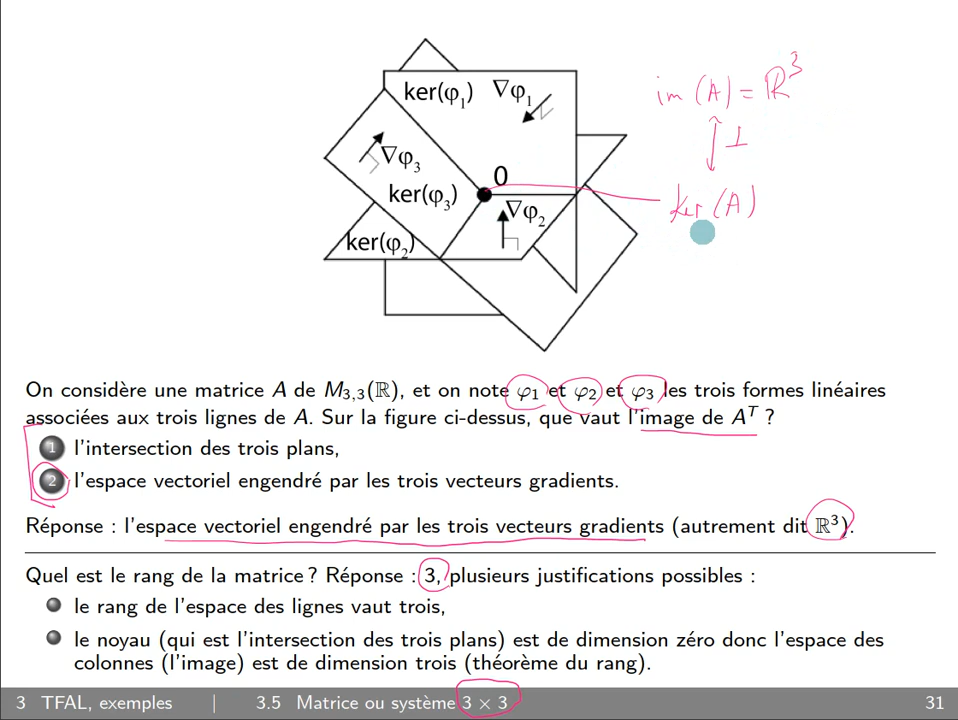 ker(φ1) ∇φ1
im (A) = R^3
⊥
∇φ3
0
ker(φ3)
∇φ2
ker (A)
ker(φ2)
On considère une matrice A de M3,3(ℝ), et on note φ1 et φ2 et φ3 les trois formes linéaires
associées aux trois lignes de A. Sur la figure ci-dessus, que vaut l'image de A^T ?
1 l'intersection des trois plans,
2 l'espace vectoriel engendré par les trois vecteurs gradients.
Réponse : l'espace vectoriel engendré par les trois vecteurs gradients (autrement dit ℝ^3).
Quel est le rang de la matrice ? Réponse : 3, plusieurs justifications possibles :
le rang de l'espace des lignes vaut trois,
le noyau (qui est l'intersection des trois plans) est de dimension zéro donc l'espace des
colonnes (l'image) est de dimension trois (théorème du rang).
3 TFAL, exemples | 3.5 Matrice ou système 3 × 3 31